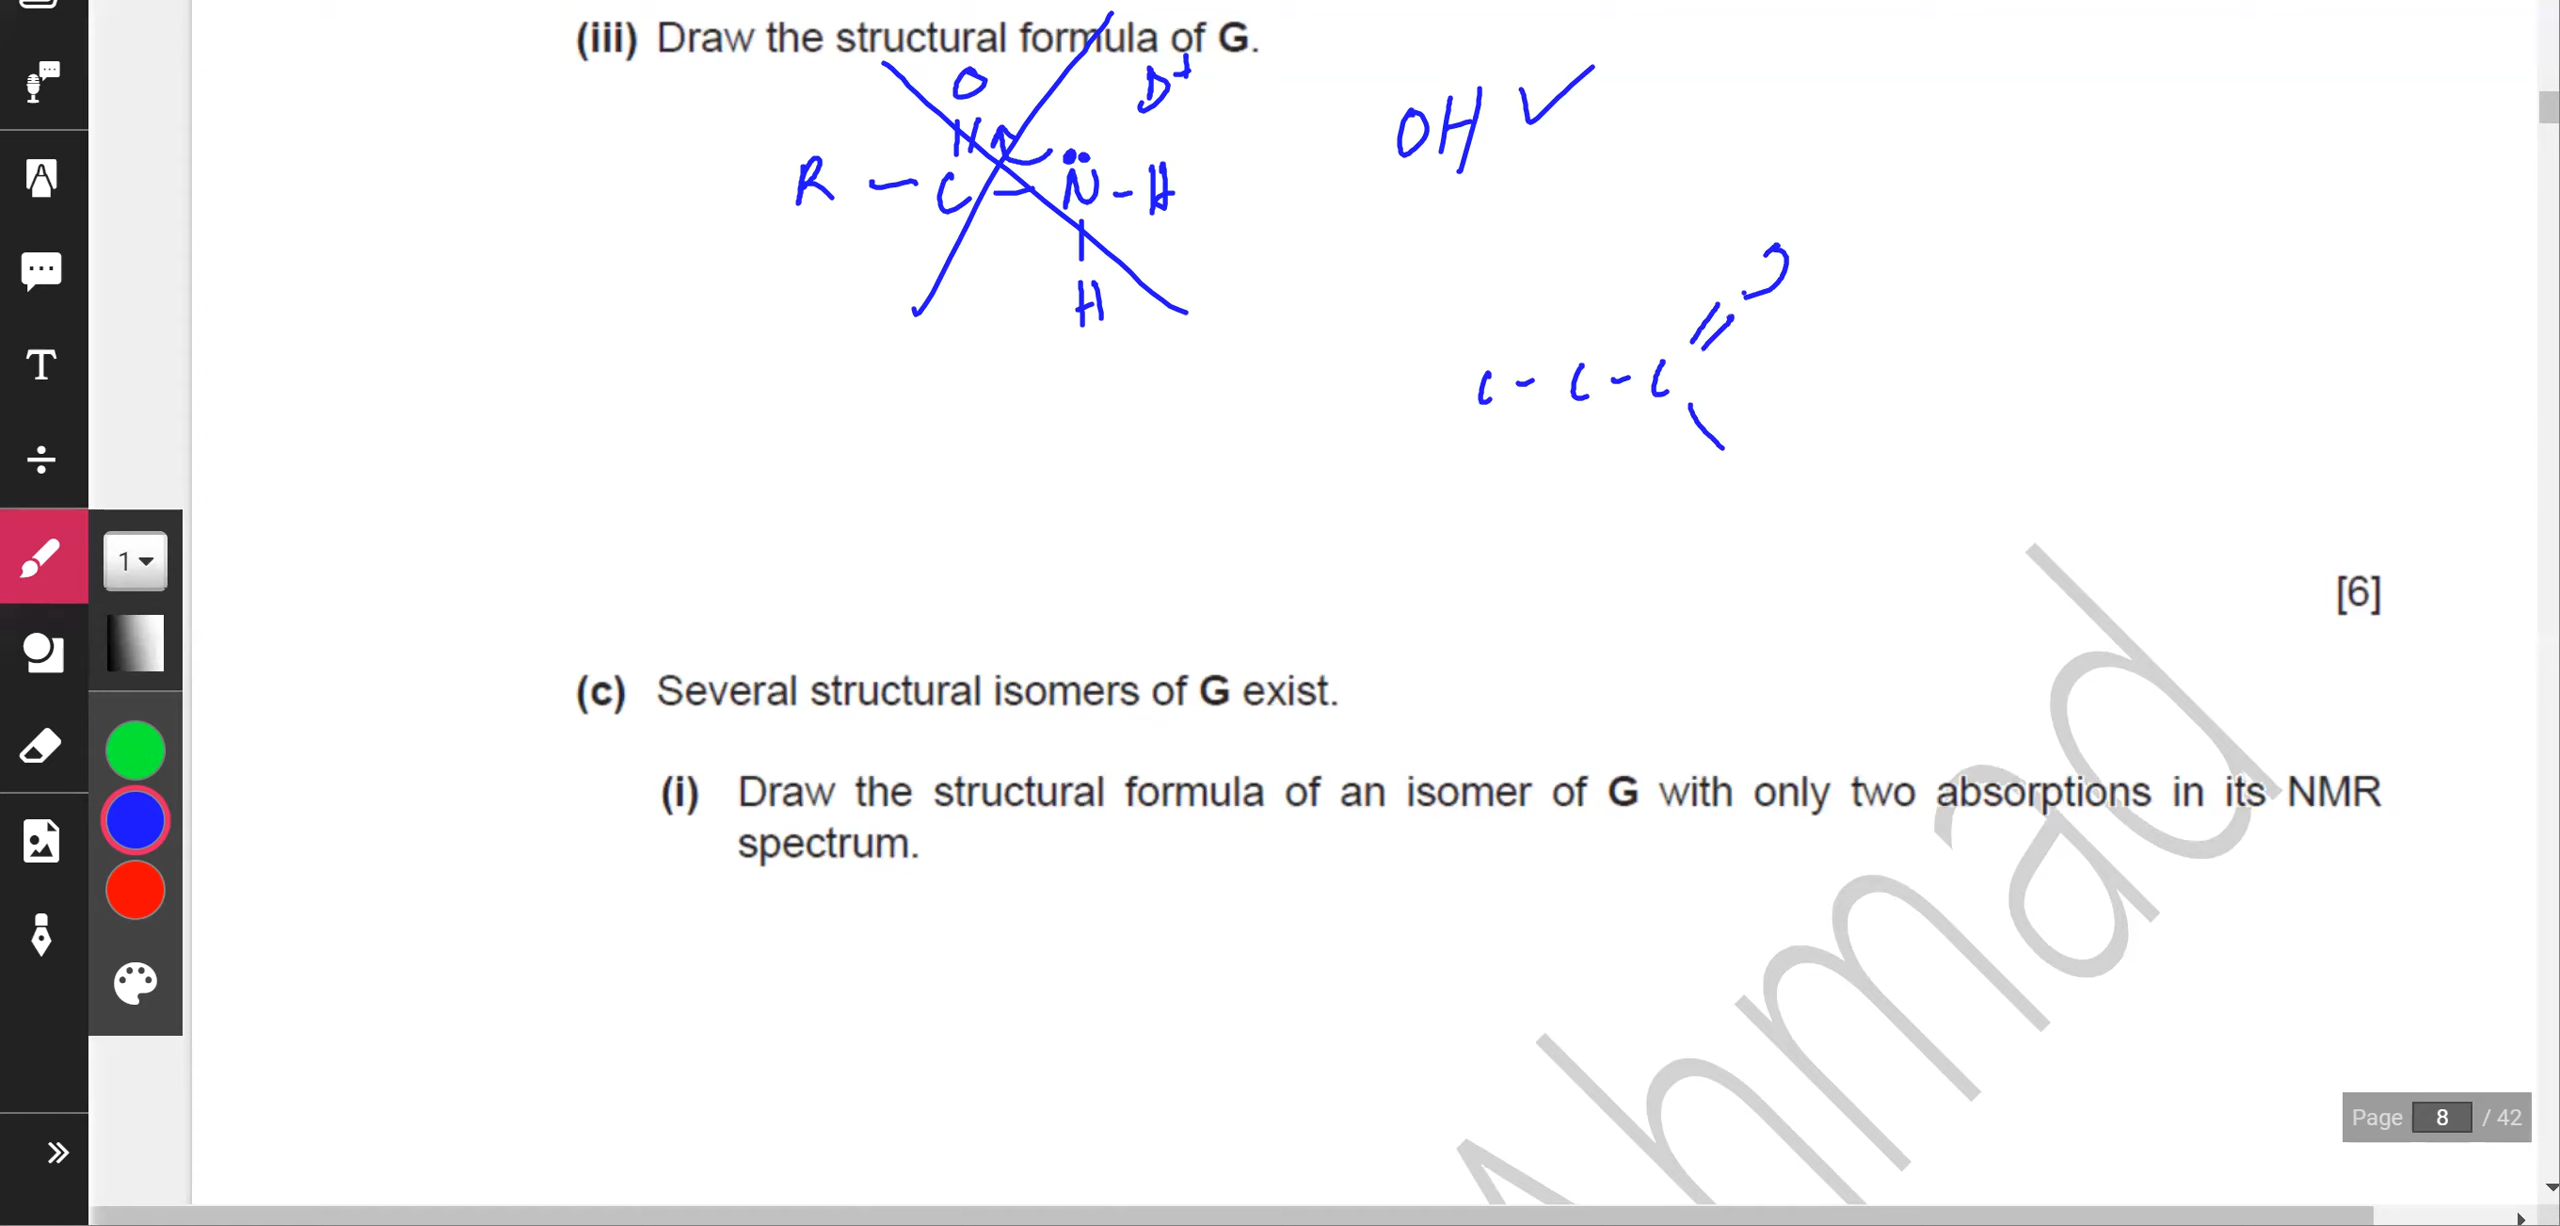 (iii) Draw the structural formula of G.
O
D+
OH ✓
R - C - N - H
H
C - C - C
[6]
(c) Several structural isomers of G exist.
(i) Draw the structural formula of an isomer of G with only two absorptions in its NMR
spectrum.
1
Page 8 / 42
Ahmad